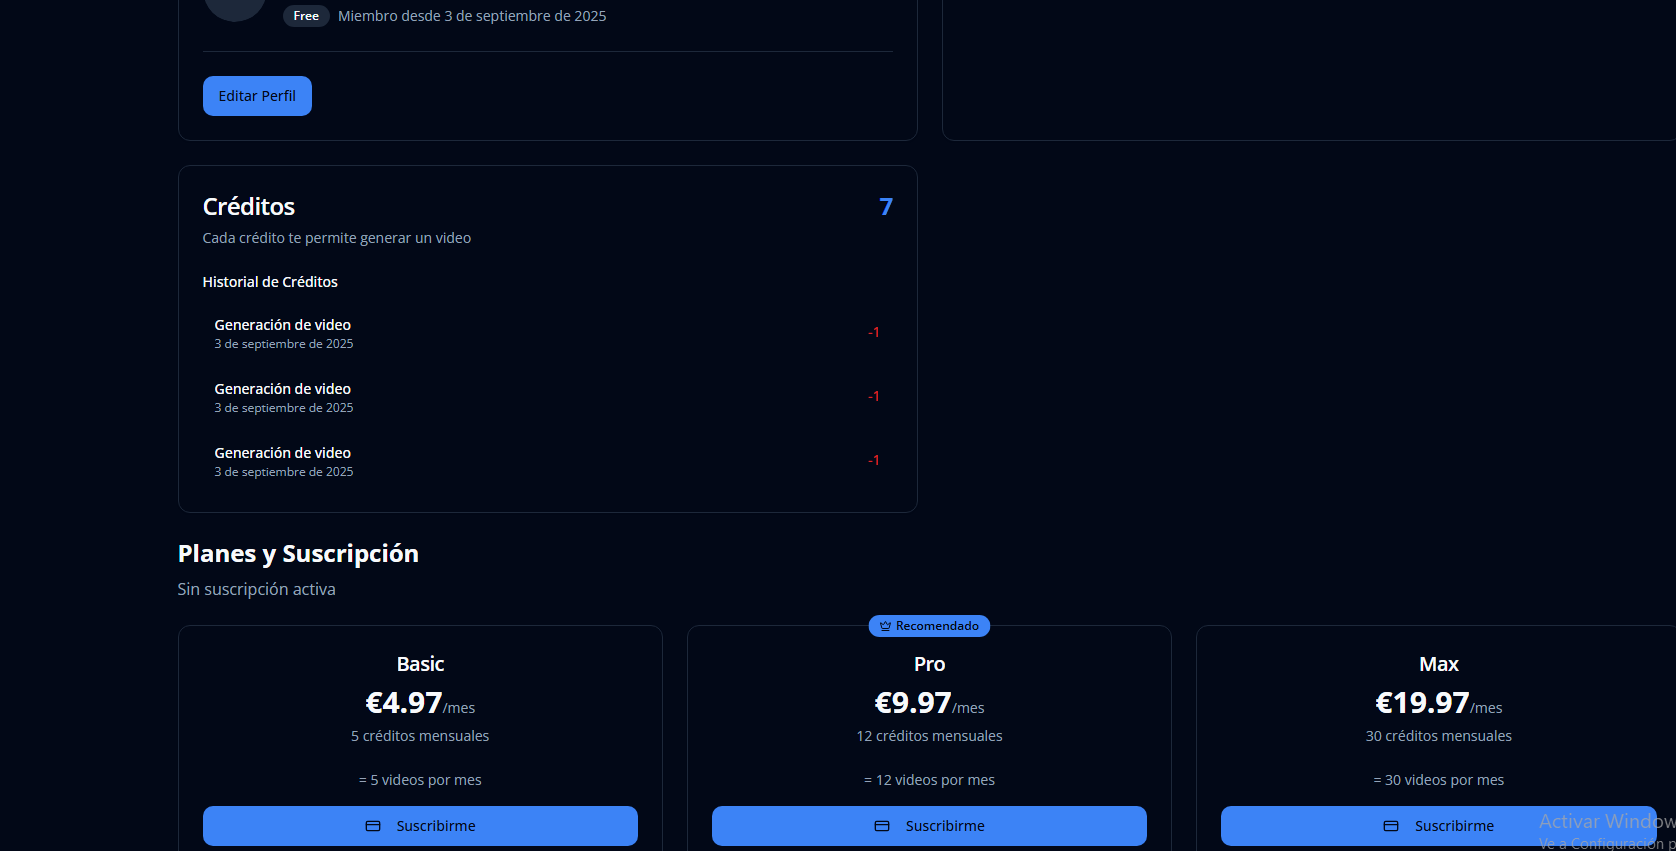 Free Miembro desde 3 de septiembre de 2025
Editar Perfil
Créditos 7
Cada crédito te permite generar un video
Historial de Créditos
Generación de video
3 de septiembre de 2025
-1
Generación de video
3 de septiembre de 2025
-1
Generación de video
3 de septiembre de 2025
-1
Planes y Suscripción
Sin suscripción activa
Basic
€4.97/mes
5 créditos mensuales
= 5 videos por mes
Suscribirme
Recomendado
Pro
€9.97/mes
12 créditos mensuales
= 12 videos por mes
Suscribirme
Max
€19.97/mes
30 créditos mensuales
= 30 videos por mes
Suscribirme
Activar Window
Ve a Configuración p